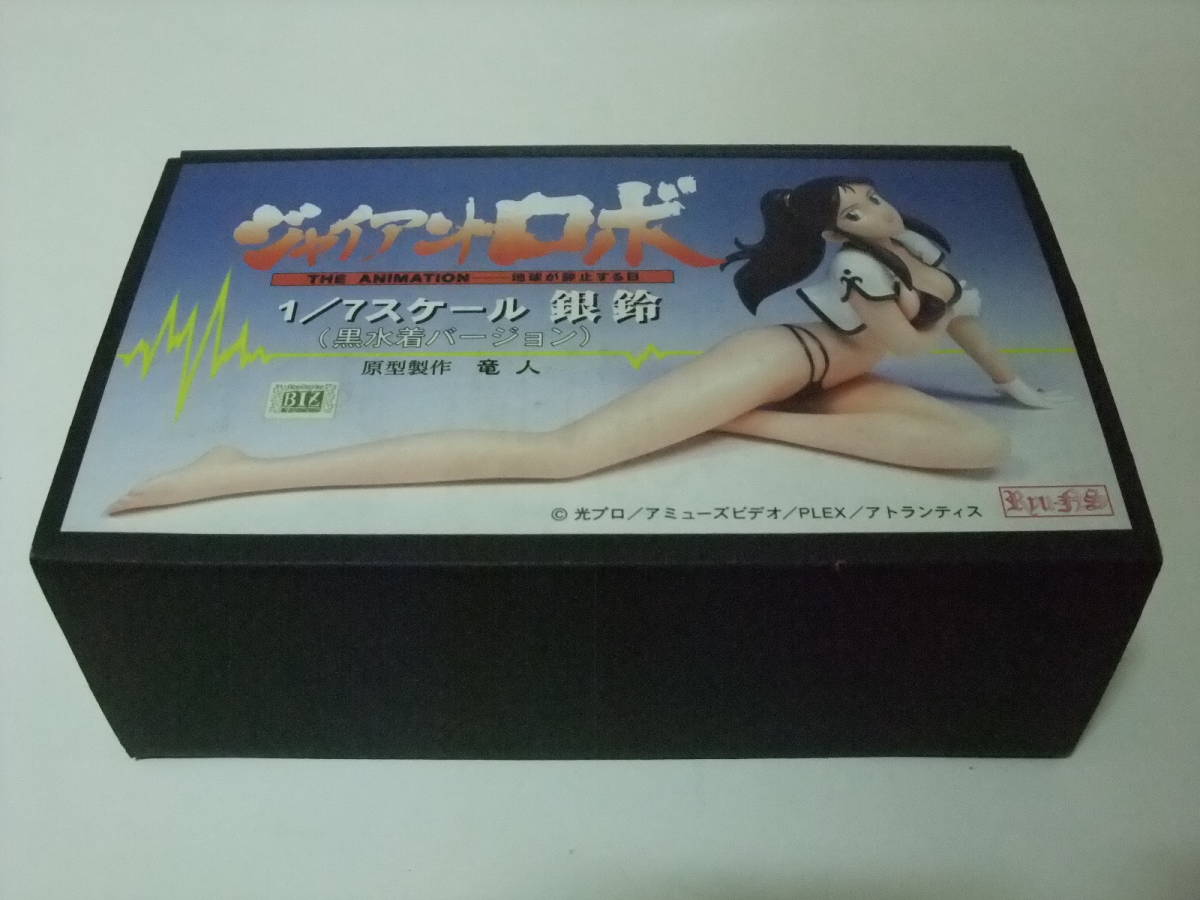 ジャイアントロボ
THE ANIMATION——地球が静止する日
1/7スケール 銀鈴
(黒水着バージョン)
原型製作 竜人
BIZ
© 光プロ/アミューズビデオ/PLEX/アトランティス